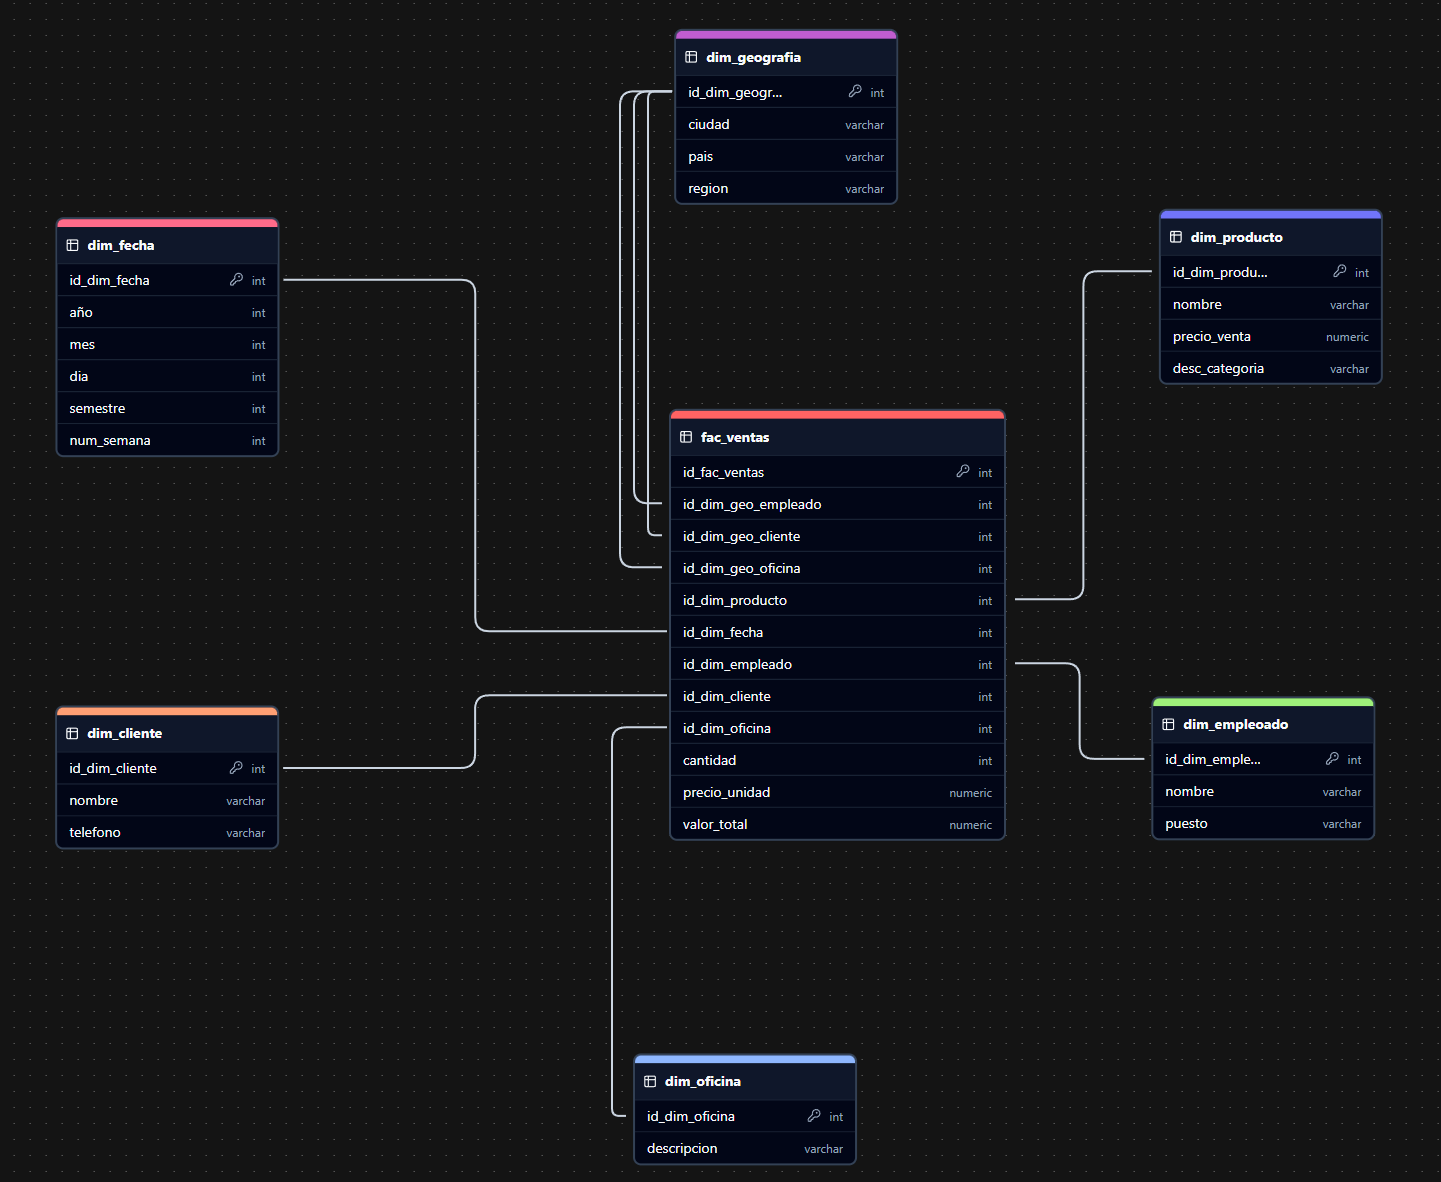 dim_geografia
id_dim_geogr... int
ciudad varchar
pais varchar
region varchar
dim_fecha
id_dim_fecha int
año int
mes int
dia int
semestre int
num_semana int
dim_producto
id_dim_produ... int
nombre varchar
precio_venta numeric
desc_categoria varchar
fac_ventas
id_fac_ventas int
id_dim_geo_empleado int
id_dim_geo_cliente int
id_dim_geo_oficina int
id_dim_producto int
id_dim_fecha int
id_dim_empleado int
id_dim_cliente int
id_dim_oficina int
cantidad int
precio_unidad numeric
valor_total numeric
dim_cliente
id_dim_cliente int
nombre varchar
telefono varchar
dim_empleoado
id_dim_emple... int
nombre varchar
puesto varchar
dim_oficina
id_dim_oficina int
descripcion varchar